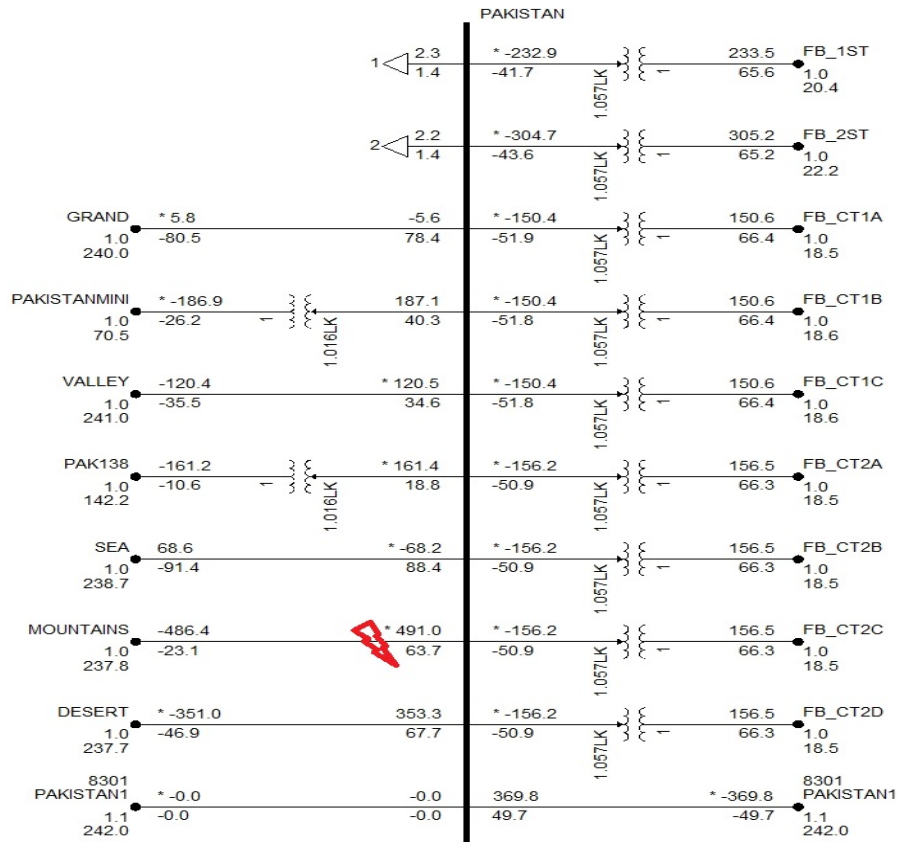 PAKISTAN
1 2.3 * -232.9 233.5 FB_1ST
1.4 -41.7 1.057LK 1 65.6 1.0
20.4
2 2.2 * -304.7 305.2 FB_2ST
1.4 -43.6 1.057LK 1 65.2 1.0
22.2
GRAND * 5.8 -5.6 * -150.4 150.6 FB_CT1A
1.0 -80.5 78.4 -51.9 1.057LK 1 66.4 1.0
240.0 18.5
PAKISTANMINI * -186.9 187.1 * -150.4 150.6 FB_CT1B
1.0 -26.2 1 1.016LK 40.3 -51.8 1.057LK 1 66.4 1.0
70.5 18.6
VALLEY -120.4 * 120.5 * -150.4 150.6 FB_CT1C
1.0 -35.5 34.6 -51.8 1.057LK 1 66.4 1.0
241.0 18.6
PAK138 -161.2 * 161.4 * -156.2 156.5 FB_CT2A
1.0 -10.6 1 1.016LK 18.8 -50.9 1.057LK 1 66.3 1.0
142.2 18.5
SEA 68.6 * -68.2 * -156.2 156.5 FB_CT2B
1.0 -91.4 88.4 -50.9 1.057LK 1 66.3 1.0
238.7 18.5
MOUNTAINS -486.4 * 491.0 * -156.2 156.5 FB_CT2C
1.0 -23.1 63.7 -50.9 1.057LK 1 66.3 1.0
237.8 18.5
DESERT * -351.0 353.3 * -156.2 156.5 FB_CT2D
1.0 -46.9 67.7 -50.9 1.057LK 1 66.3 1.0
237.7 18.5
8301 8301
PAKISTAN1 * -0.0 -0.0 369.8 * -369.8 PAKISTAN1
1.1 -0.0 -0.0 49.7 -49.7 1.1
242.0 242.0